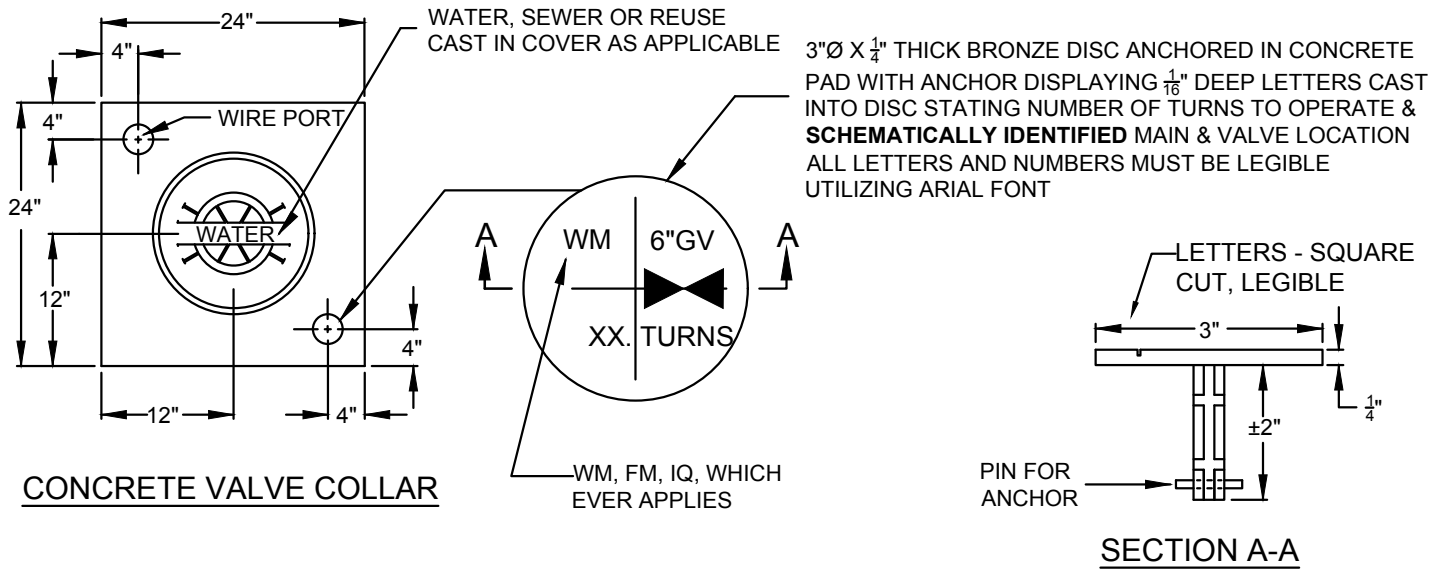 24"
4"
WATER, SEWER OR REUSE
CAST IN COVER AS APPLICABLE
4"
WIRE PORT
24"
WATER
12"
4"
12"
4"
CONCRETE VALVE COLLAR
3"Ø X 1/4" THICK BRONZE DISC ANCHORED IN CONCRETE
PAD WITH ANCHOR DISPLAYING 1/16" DEEP LETTERS CAST
INTO DISC STATING NUMBER OF TURNS TO OPERATE &
SCHEMATICALLY IDENTIFIED MAIN & VALVE LOCATION
ALL LETTERS AND NUMBERS MUST BE LEGIBLE
UTILIZING ARIAL FONT
A
WM
6"GV
A
XX. TURNS
WM, FM, IQ, WHICH
EVER APPLIES
LETTERS - SQUARE
CUT, LEGIBLE
3"
1/4"
±2"
PIN FOR
ANCHOR
SECTION A-A